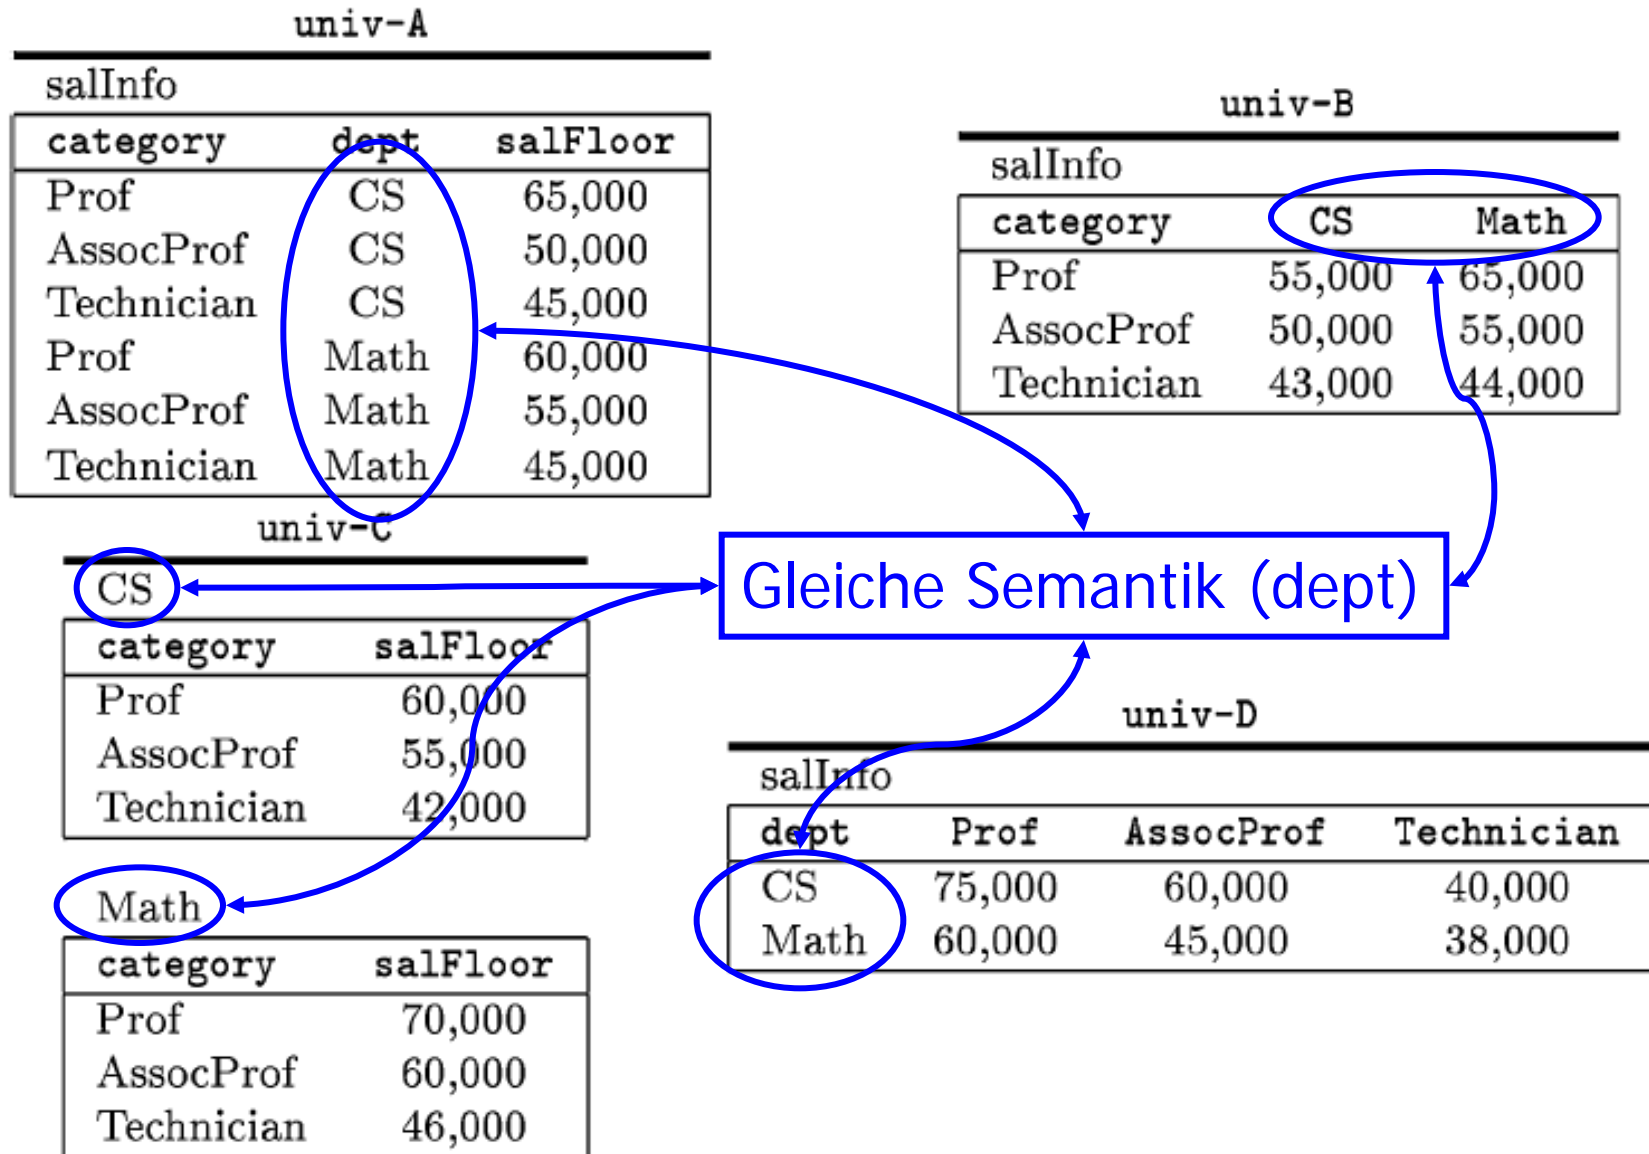 univ-A
salInfo
category dept salFloor
Prof CS 65,000
AssocProf CS 50,000
Technician CS 45,000
Prof Math 60,000
AssocProf Math 55,000
Technician Math 45,000
univ-B
salInfo
category CS Math
Prof 55,000 65,000
AssocProf 50,000 55,000
Technician 43,000 44,000
univ-C
CS
category salFloor
Prof 60,000
AssocProf 55,000
Technician 42,000
Math
category salFloor
Prof 70,000
AssocProf 60,000
Technician 46,000
Gleiche Semantik (dept)
univ-D
salInfo
dept Prof AssocProf Technician
CS 75,000 60,000 40,000
Math 60,000 45,000 38,000